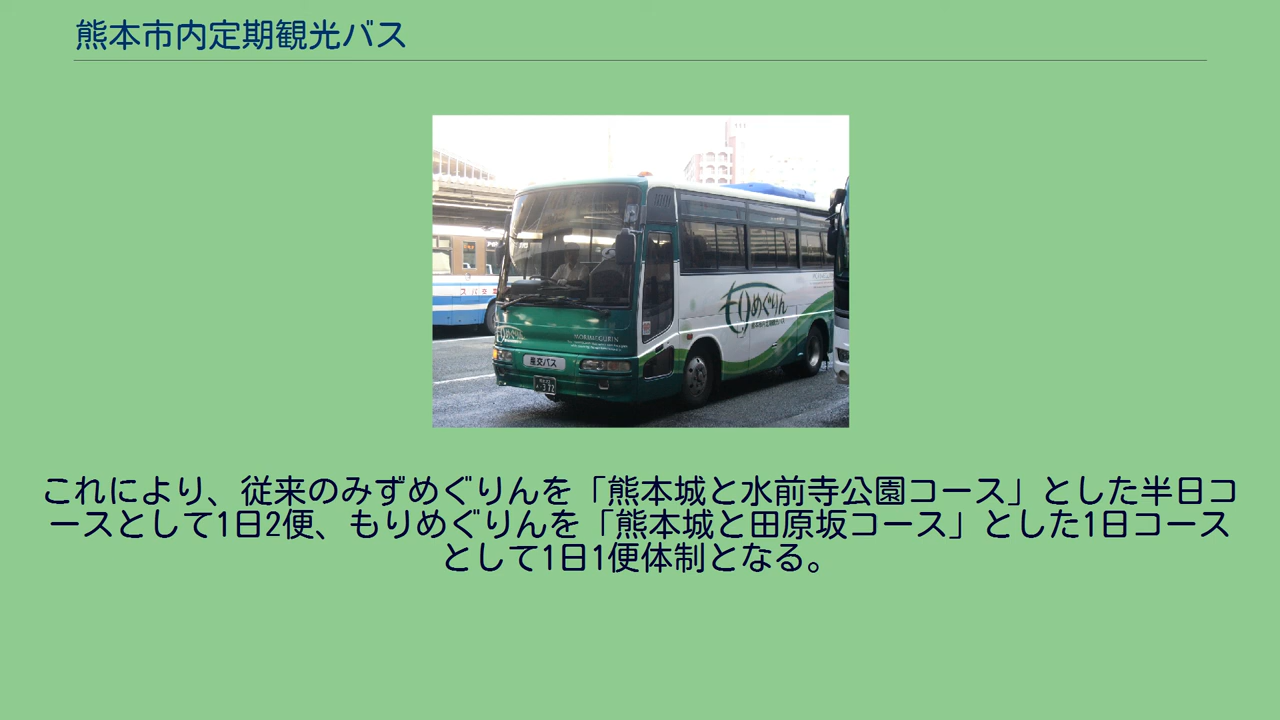 熊本市内定期観光バス
もりめぐりん
産交バス
これにより、従来のみずめぐりんを「熊本城と水前寺公園コース」とした半日コ
ースとして1日2便、もりめぐりんを「熊本城と田原坂コース」とした1日コース
として1日1便体制となる。